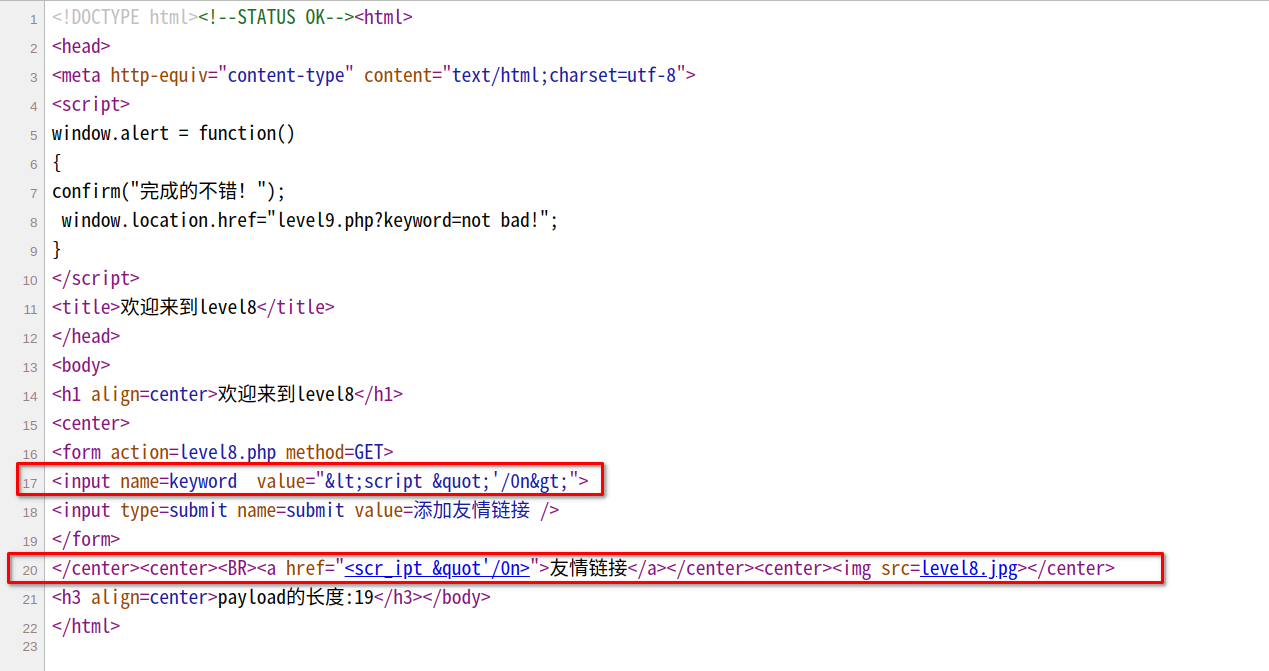 1 <!DOCTYPE html><!--STATUS OK--><html>
2 <head>
3 <meta http-equiv="content-type" content="text/html;charset=utf-8">
4 <script>
5 window.alert = function()
6 {
7 confirm("完成的不错！");
8  window.location.href="level9.php?keyword=not bad!";
9 }
10 </script>
11 <title>欢迎来到level8</title>
12 </head>
13 <body>
14 <h1 align=center>欢迎来到level8</h1>
15 <center>
16 <form action=level8.php method=GET>
17 <input name=keyword  value="&lt;script &quot;'/On&gt;">
18 <input type=submit name=submit value=添加友情链接 />
19 </form>
20 </center><center><BR><a href="<scr_ipt &quot'/0n>">友情链接</a></center><center><img src=level8.jpg></center>
21 <h3 align=center>payload的长度:19</h3></body>
22 </html>
23